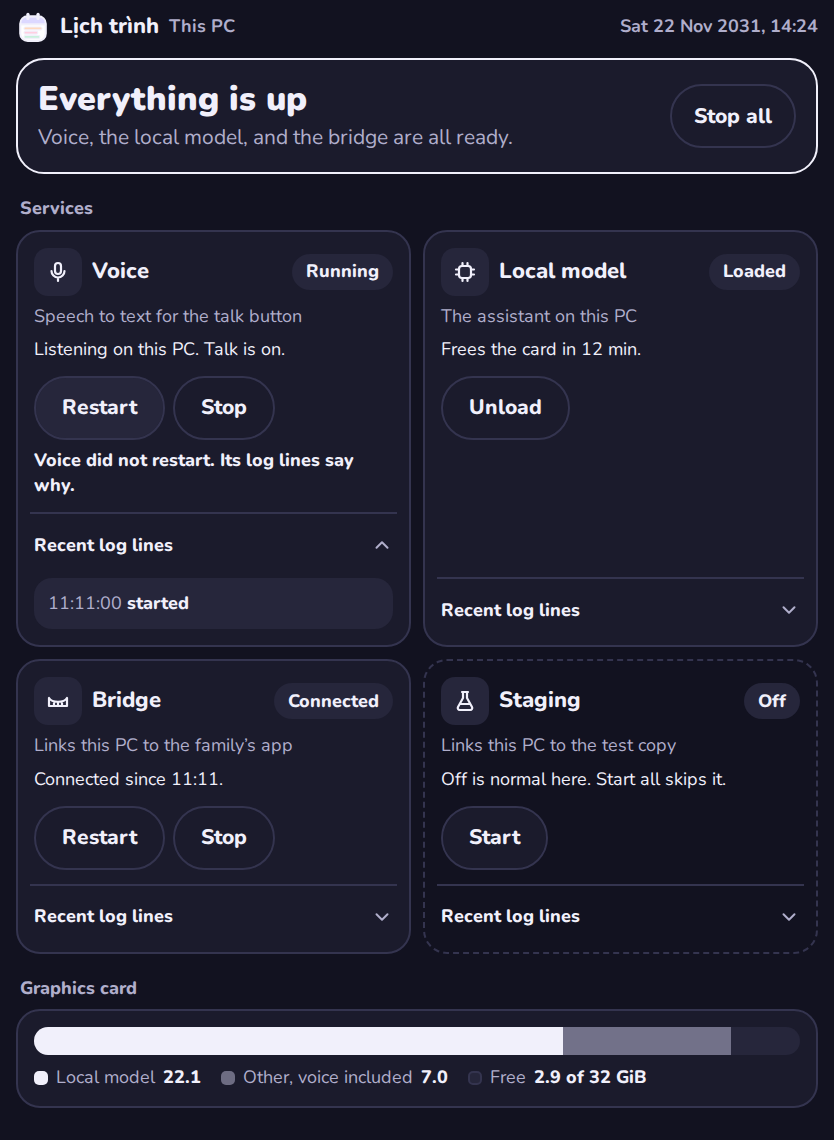 Lịch trình This PC
Sat 22 Nov 2031, 14:24
Everything is up
Voice, the local model, and the bridge are all ready.
Stop all
Services
Voice
Running
Speech to text for the talk button
Listening on this PC. Talk is on.
Restart
Stop
Voice did not restart. Its log lines say
why.
Recent log lines
11:11:00 started
Local model
Loaded
The assistant on this PC
Frees the card in 12 min.
Unload
Recent log lines
Bridge
Connected
Links this PC to the family’s app
Connected since 11:11.
Restart
Stop
Recent log lines
Staging
Off
Links this PC to the test copy
Off is normal here. Start all skips it.
Start
Recent log lines
Graphics card
Local model 22.1
Other, voice included 7.0
Free 2.9 of 32 GiB